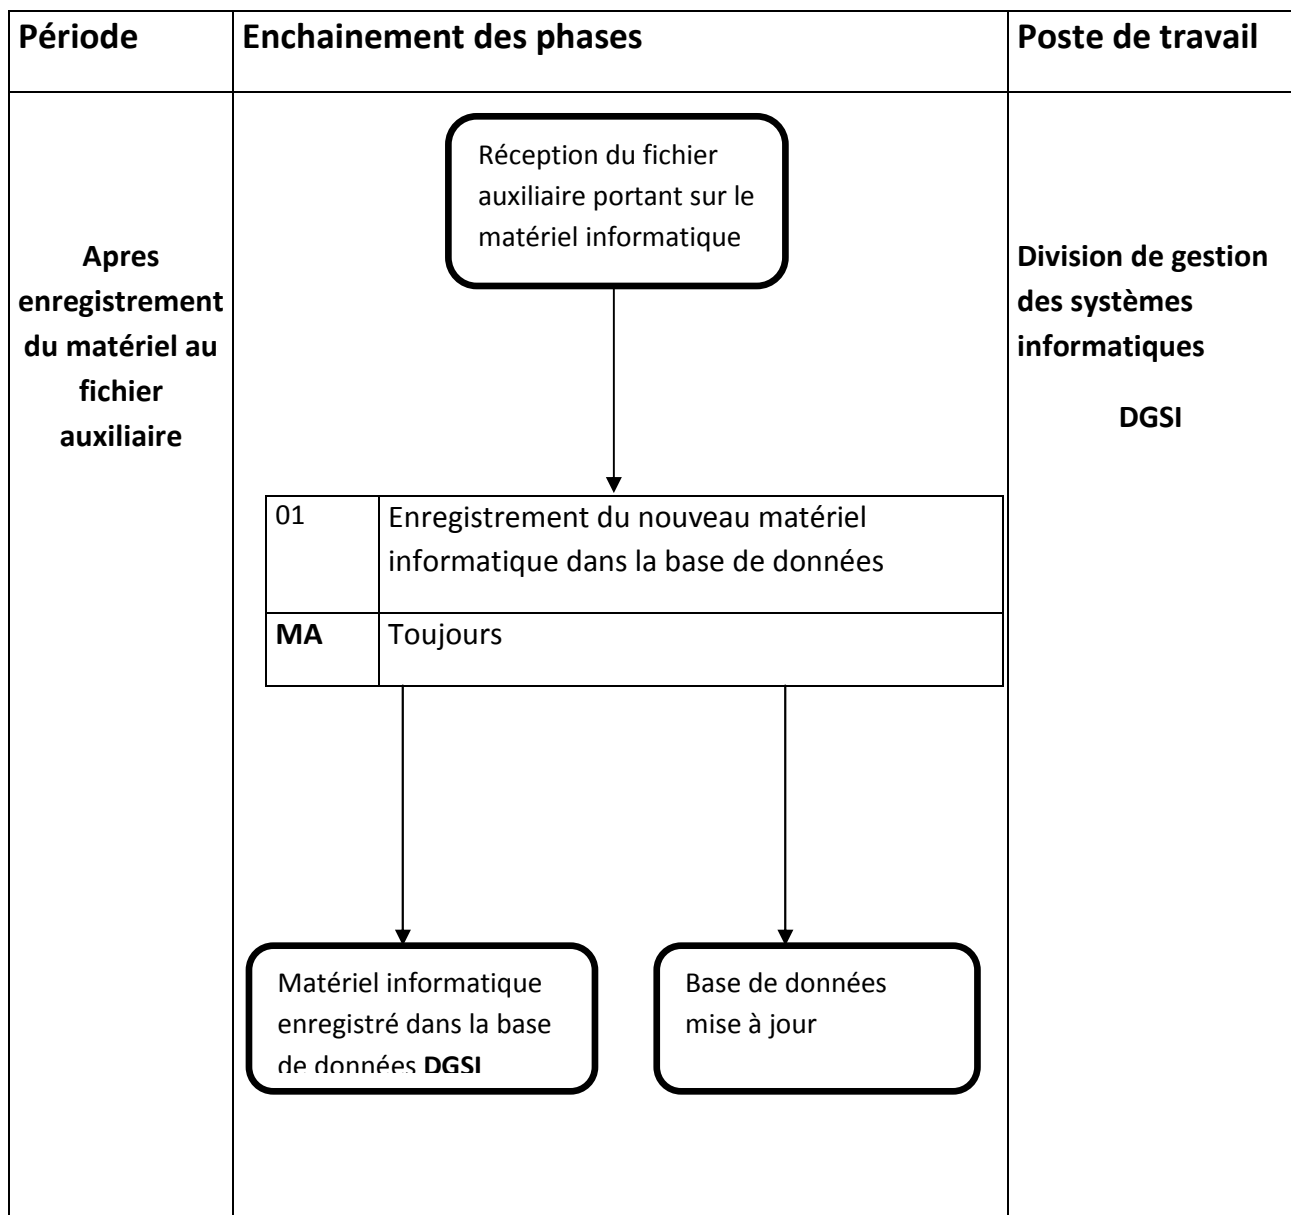 Période
Enchainement des phases
Poste de travail
Apres
enregistrement
du matériel au
fichier
auxiliaire
Réception du fichier
auxiliaire portant sur le
matériel informatique
Division de gestion
des systèmes
informatiques
DGSI
01
Enregistrement du nouveau matériel
informatique dans la base de données
MA
Toujours
Matériel informatique
enregistré dans la base
de données DGSI
Base de données
mise à jour